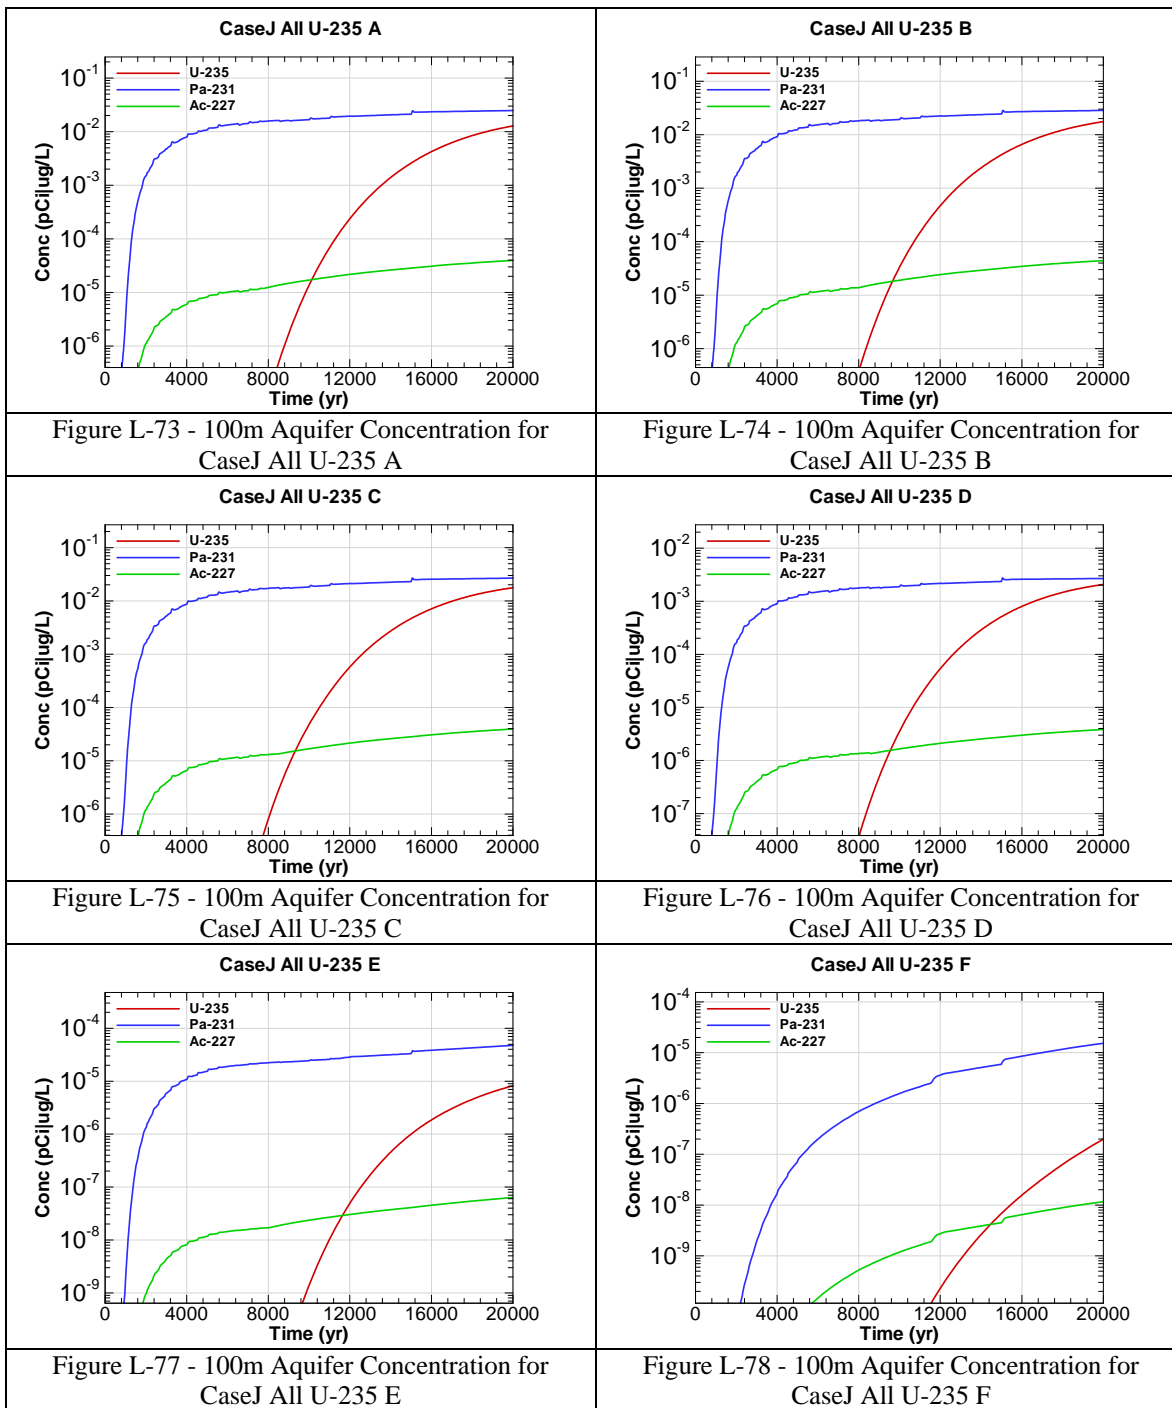 CaseJ All U-235 A
U-235
Pa-231
Ac-227
10-1
10-2
10-3
10-4
10-5
10-6
Conc (pCi|ug/L)
0 4000 8000 12000 16000 20000
Time (yr)
Figure L-73 - 100m Aquifer Concentration for
CaseJ All U-235 A
CaseJ All U-235 B
U-235
Pa-231
Ac-227
10-1
10-2
10-3
10-4
10-5
10-6
Conc (pCi|ug/L)
0 4000 8000 12000 16000 20000
Time (yr)
Figure L-74 - 100m Aquifer Concentration for
CaseJ All U-235 B
CaseJ All U-235 C
U-235
Pa-231
Ac-227
10-1
10-2
10-3
10-4
10-5
10-6
Conc (pCi|ug/L)
0 4000 8000 12000 16000 20000
Time (yr)
Figure L-75 - 100m Aquifer Concentration for
CaseJ All U-235 C
CaseJ All U-235 D
U-235
Pa-231
Ac-227
10-2
10-3
10-4
10-5
10-6
10-7
Conc (pCi|ug/L)
0 4000 8000 12000 16000 20000
Time (yr)
Figure L-76 - 100m Aquifer Concentration for
CaseJ All U-235 D
CaseJ All U-235 E
U-235
Pa-231
Ac-227
10-4
10-5
10-6
10-7
10-8
10-9
Conc (pCi|ug/L)
0 4000 8000 12000 16000 20000
Time (yr)
Figure L-77 - 100m Aquifer Concentration for
CaseJ All U-235 E
CaseJ All U-235 F
U-235
Pa-231
Ac-227
10-4
10-5
10-6
10-7
10-8
10-9
Conc (pCi|ug/L)
0 4000 8000 12000 16000 20000
Time (yr)
Figure L-78 - 100m Aquifer Concentration for
CaseJ All U-235 F